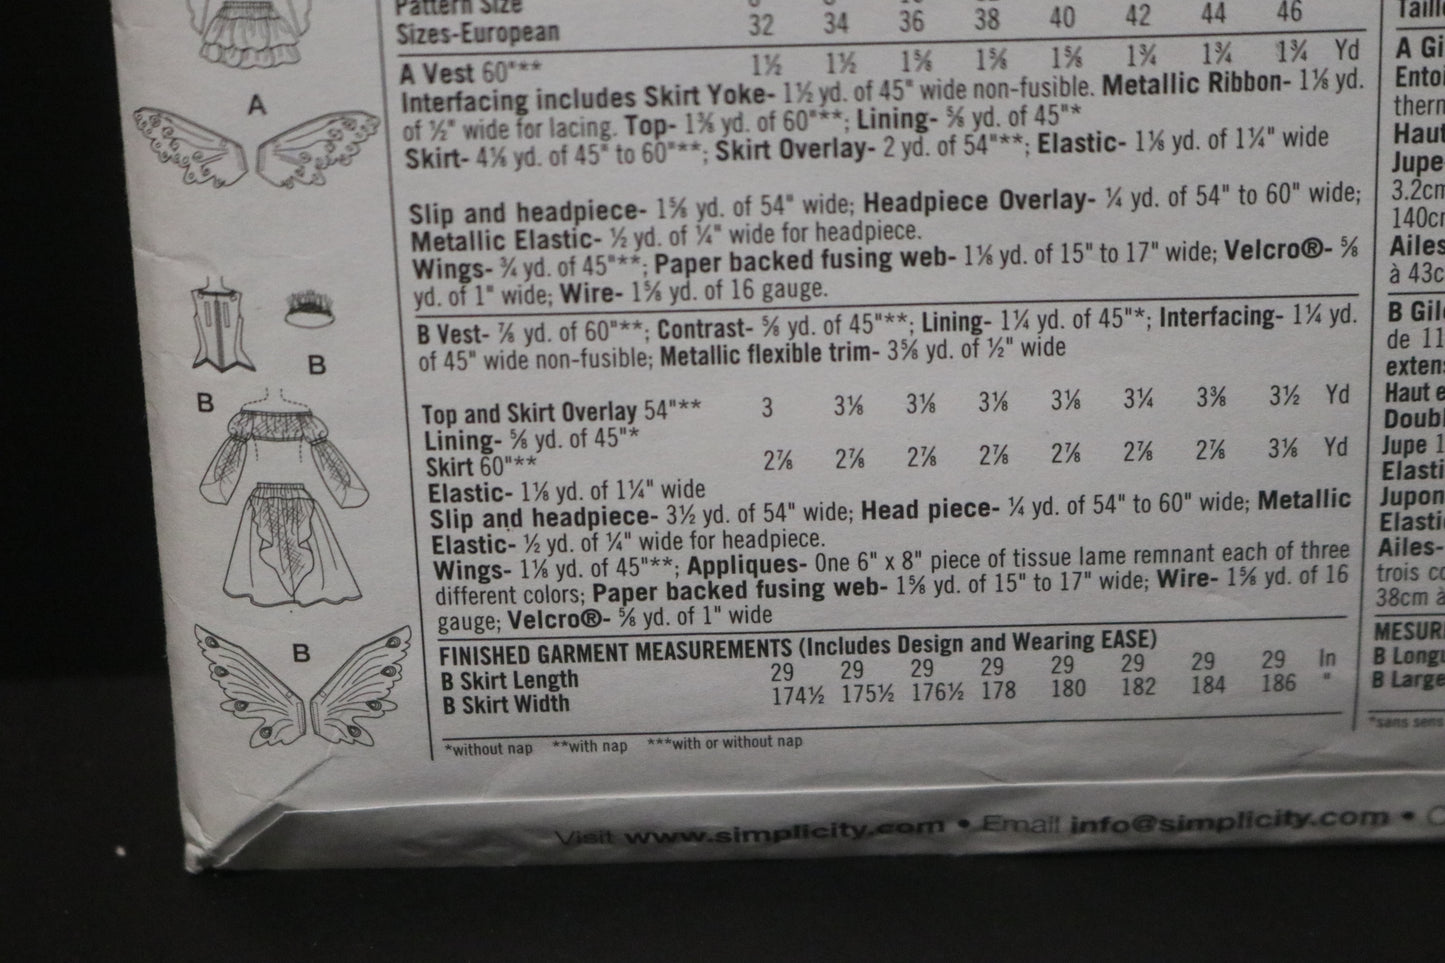 Pattern Size
Sizes-European 32 34 36 38 40 42 44 46
A Vest 60"*** 1½ 1½ 1⅝ 1⅝ 1⅝ 1¾ 1¾ 1¾ Yd
Interfacing includes Skirt Yoke- 1½ yd. of 45" wide non-fusible. Metallic Ribbon- 1⅛ yd.
of ½" wide for lacing. Top- 1⅜ yd. of 60"**; Lining- ⅝ yd. of 45"*
Skirt- 4⅛ yd. of 45" to 60"**; Skirt Overlay- 2 yd. of 54"**; Elastic- 1⅛ yd. of 1¼" wide
Slip and headpiece- 1⅝ yd. of 54" wide; Headpiece Overlay- ¼ yd. of 54" to 60" wide;
Metallic Elastic- ½ yd. of ¼" wide for headpiece.
Wings- ¾ yd. of 45"**; Paper backed fusing web- 1⅛ yd. of 15" to 17" wide; Velcro®- ⅝
yd. of 1" wide; Wire- 1⅝ yd. of 16 gauge.
B Vest- ⅞ yd. of 60"**; Contrast- ⅝ yd. of 45"**; Lining- 1¼ yd. of 45"*; Interfacing- 1¼ yd.
of 45" wide non-fusible; Metallic flexible trim- 3⅝ yd. of ½" wide
Top and Skirt Overlay 54"** 3 3⅛ 3⅛ 3⅛ 3⅛ 3¼ 3⅜ 3½ Yd
Lining- ⅝ yd. of 45"*
Skirt 60"** 2⅞ 2⅞ 2⅞ 2⅞ 2⅞ 2⅞ 2⅞ 3⅛ Yd
Elastic- 1⅛ yd. of 1¼" wide
Slip and headpiece- 3½ yd. of 54" wide; Head piece- ¼ yd. of 54" to 60" wide; Metallic
Elastic- ½ yd. of ¼" wide for headpiece.
Wings- 1⅛ yd. of 45"**; Appliques- One 6" x 8" piece of tissue lame remnant each of three
different colors; Paper backed fusing web- 1⅝ yd. of 15" to 17" wide; Wire- 1⅝ yd. of 16
gauge; Velcro®- ⅝ yd. of 1" wide
FINISHED GARMENT MEASUREMENTS (Includes Design and Wearing EASE)
B Skirt Length 29 29 29 29 29 29 29 29 In
B Skirt Width 174½ 175½ 176½ 178 180 182 184 186 "
*without nap **with nap ***with or without nap
Visit www.simplicity.com • Email info@simplicity.com •
A
B
B
B
A
therm
Haut
Jupe
3.2cm
140cm
Ailes
à 43c
B
de 11
Haut e
Jupe 1
Jupon
Ailes-
trois
38cm à
B
B Large
*sans